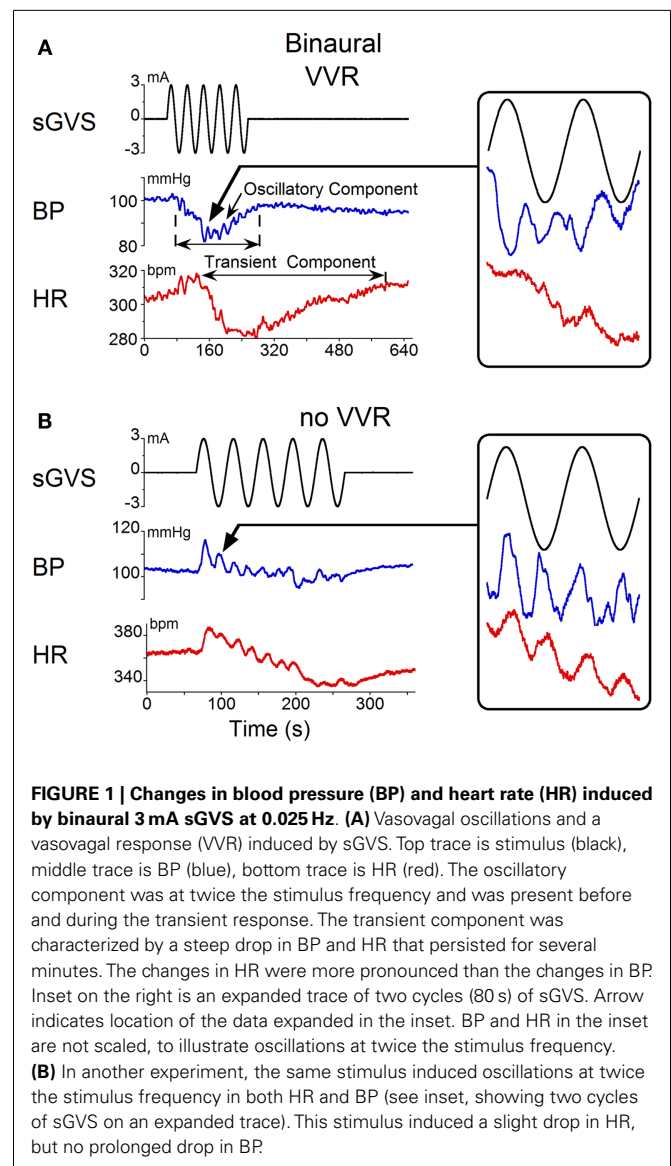 A
Binaural
VVR
sGVS
3
mA
0
-3
BP
mmHg
100
80
Oscillatory Component
Transient Component
HR
bpm
320
300
280
0 160 320 480 640
B
no VVR
sGVS
3
mA
0
-3
BP
120
mmHg
100
HR
bpm
380
340
0 100 200 300
Time (s)
FIGURE 1 | Changes in blood pressure (BP) and heart rate (HR) induced
by binaural 3 mA sGVS at 0.025 Hz. (A) Vasovagal oscillations and a
vasovagal response (VVR) induced by sGVS. Top trace is stimulus (black),
middle trace is BP (blue), bottom trace is HR (red). The oscillatory
component was at twice the stimulus frequency and was present before
and during the transient response. The transient component was
characterized by a steep drop in BP and HR that persisted for several
minutes. The changes in HR were more pronounced than the changes in BP.
Inset on the right is an expanded trace of two cycles (80 s) of sGVS. Arrow
indicates location of the data expanded in the inset. BP and HR in the inset
are not scaled, to illustrate oscillations at twice the stimulus frequency.
(B) In another experiment, the same stimulus induced oscillations at twice
the stimulus frequency in both HR and BP (see inset, showing two cycles
of sGVS on an expanded trace). This stimulus induced a slight drop in HR,
but no prolonged drop in BP.